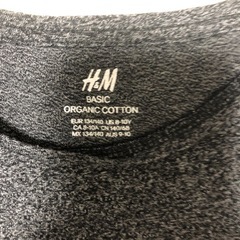 H&M
BASIC
ORGANIC COTTON
EUR 134/140 US 8-10Y
CA 8-10A CN 140/68
MX 134/140 AUS 9-10